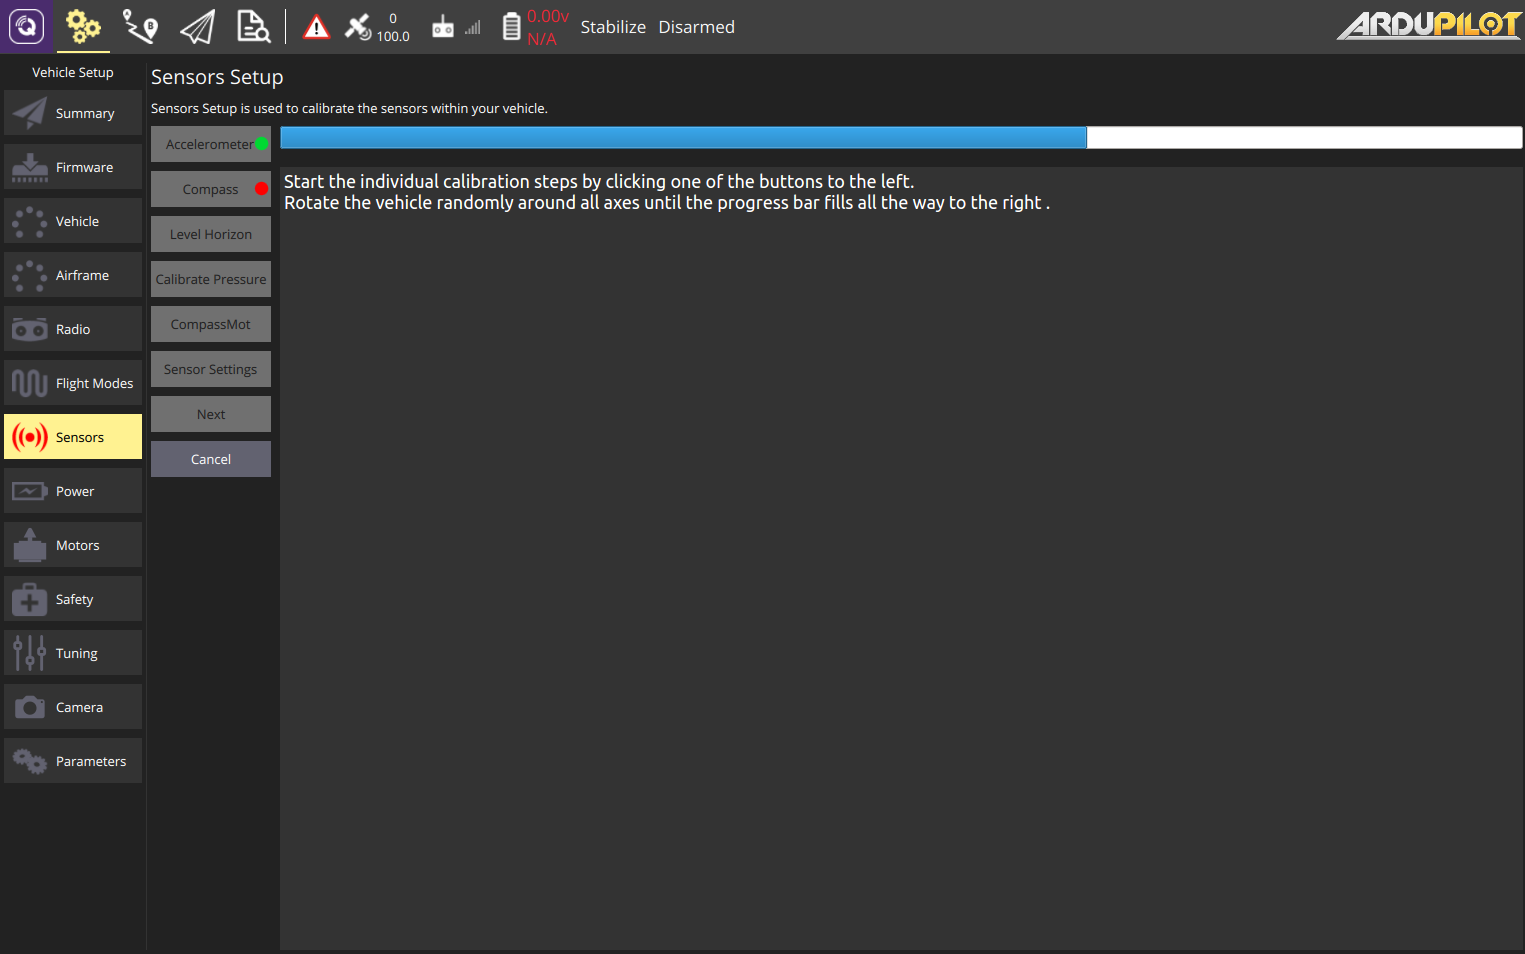 0
100.0
0.00v
N/A
Stabilize
Disarmed
ARDUPILOT
Vehicle Setup
Summary
Firmware
Vehicle
Airframe
Radio
Flight Modes
Sensors
Power
Motors
Safety
Tuning
Camera
Parameters
Sensors Setup
Sensors Setup is used to calibrate the sensors within your vehicle.
Accelerometer
Compass
Level Horizon
Calibrate Pressure
CompassMot
Sensor Settings
Next
Cancel
Start the individual calibration steps by clicking one of the buttons to the left.
Rotate the vehicle randomly around all axes until the progress bar fills all the way to the right .